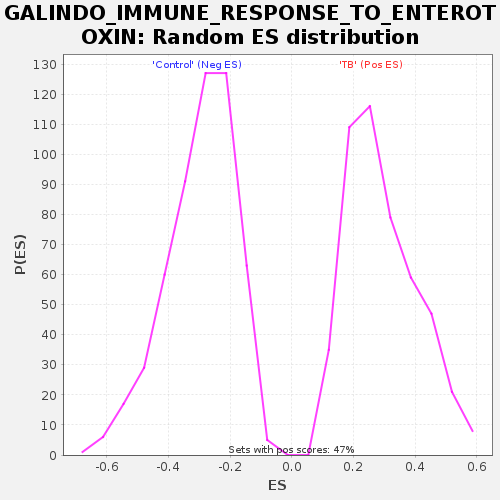 GALINDO_IMMUNE_RESPONSE_TO_ENTEROT
OXIN: Random ES distribution
'Control' (Neg ES)
'TB' (Pos ES)
130
120
110
100
90
80
70
60
50
40
30
20
10
0
P(ES)
Sets with pos scores: 47%
-0.6 -0.4 -0.2 0.0 0.2 0.4 0.6
ES